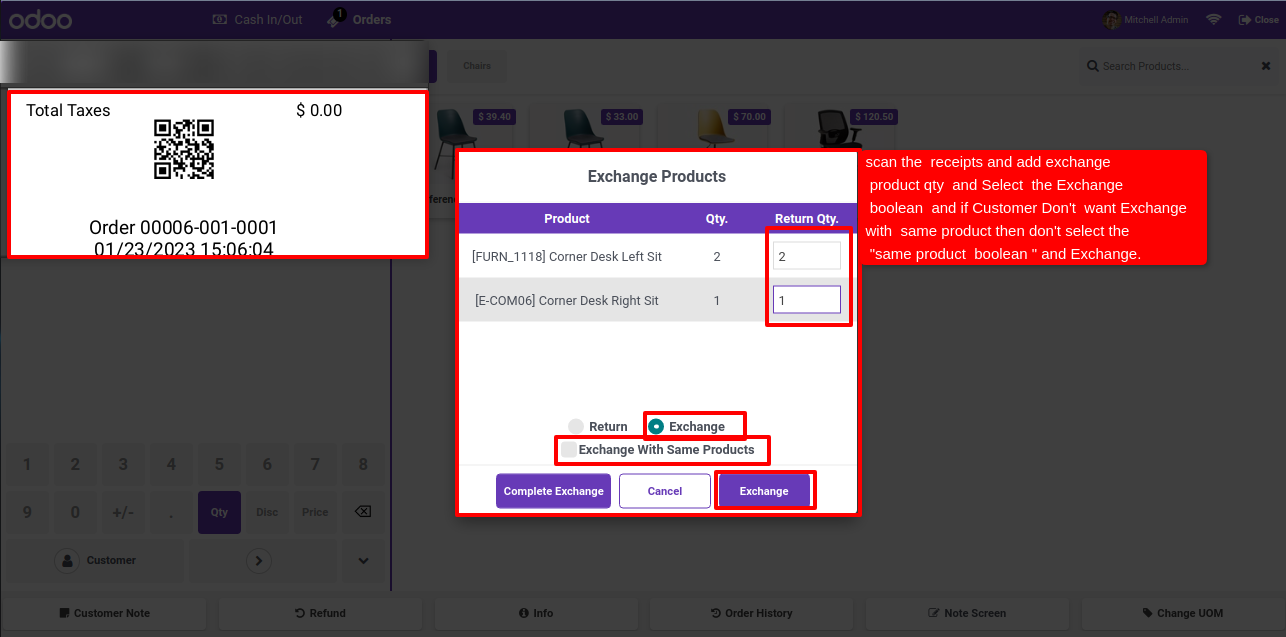 odoo
Cash In/Out
1
Orders
Mitchell Admin
Close
Chairs
Search Products...
Total Taxes $ 0.00
Order 00006-001-0001
01/23/2023 15:06:04
$ 39.40
$ 33.00
$ 70.00
$ 120.50
Exchange Products
Product Qty. Return Qty.
[FURN_1118] Corner Desk Left Sit 2 2
[E-COM06] Corner Desk Right Sit 1 1
Return Exchange
Exchange With Same Products
Complete Exchange Cancel Exchange
scan the receipts and add exchange
product qty and Select the Exchange
boolean and if Customer Don't want Exchange
with same product then don't select the
"same product boolean " and Exchange.
1 2 3 4 5 6 7 8
9 0 +/- . Qty Disc Price
Customer
Customer Note Refund Info Order History Note Screen Change UOM